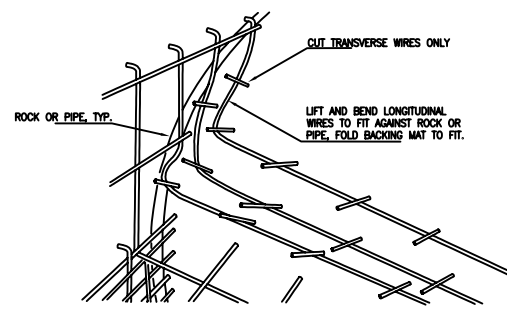 CUT TRANSVERSE WIRES ONLY
ROCK OR PIPE, TYP.
LIFT AND BEND LONGITUDINAL
WIRES TO FIT AGAINST ROCK OR
PIPE, FOLD BACKING MAT TO FIT.